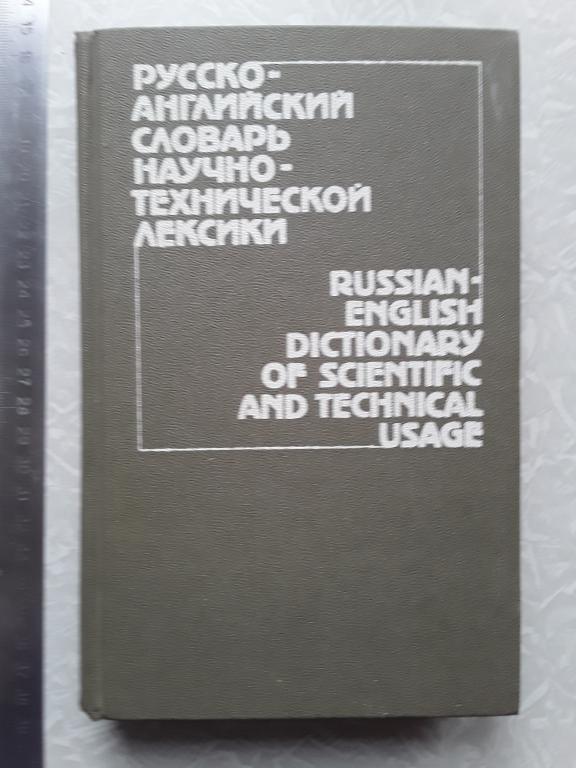 РУССКО-
АНГЛИЙСКИЙ
СЛОВАРЬ
НАУЧНО-
ТЕХНИЧЕСКОЙ
ЛЕКСИКИ
RUSSIAN-
ENGLISH
DICTIONARY
OF SCIENTIFIC
AND TECHNICAL
USAGE